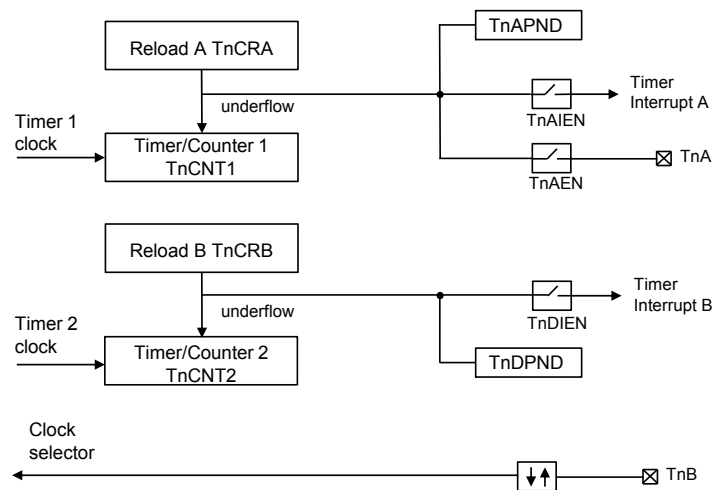 Reload A TnCRA
TnAPND
underflow
TnAIEN
Timer
Interrupt A
Timer 1
clock
Timer/Counter 1
TnCNT1
TnAEN
TnA
Reload B TnCRB
underflow
TnDIEN
Timer
Interrupt B
Timer 2
clock
Timer/Counter 2
TnCNT2
TnDPND
Clock
selector
TnB